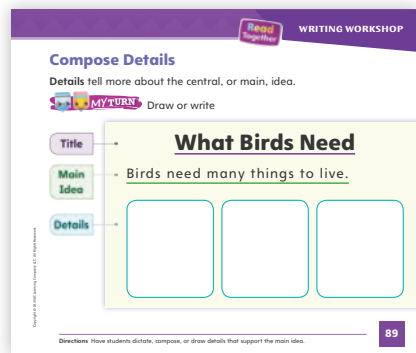 Read
Together
WRITING WORKSHOP
Compose Details
Details tell more about the central, or main, idea.
MY TURN Draw or write
Title
What Birds Need
Main
Idea
Birds need many things to live.
Details
89
Directions Have students dictate, compose, or draw details that support the main idea.